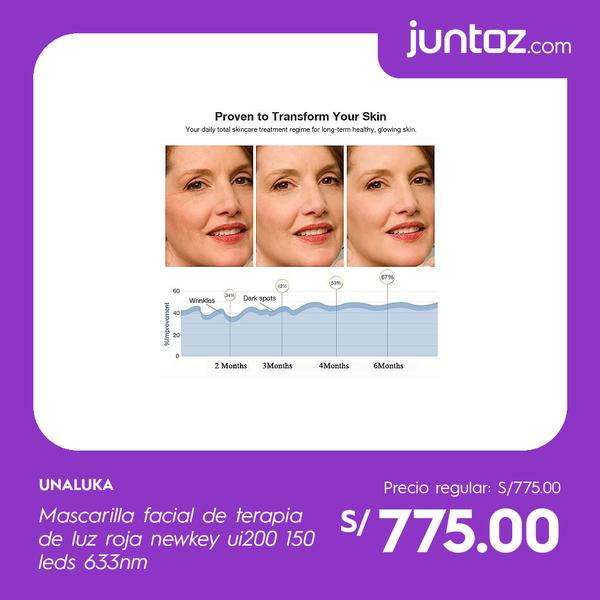 juntoz.com
Proven to Transform Your Skin
Your daily total skincare treatment regime for long-term healthy, glowing skin.
%Improvement
60
40
20
0
Wrinkles
34%
Dark spots
42%
53%
67%
2 Months
3Months
4Months
6Months
UNALUKA
Mascarilla facial de terapia
de luz roja newkey ui200 150
leds 633nm
Precio regular: S/775.00
S/ 775.00